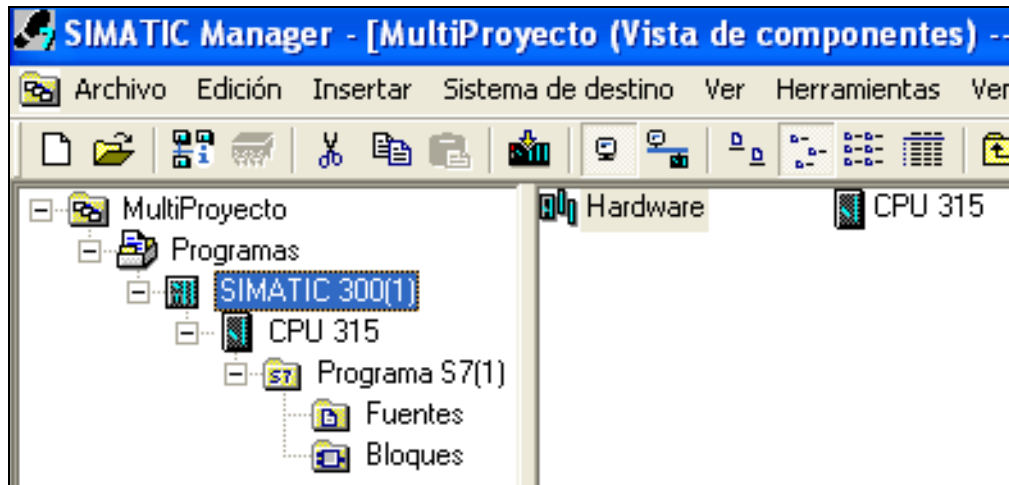 SIMATIC Manager - [MultiProyecto (Vista de componentes) --
Archivo Edición Insertar Sistema de destino Ver Herramientas Ver
MultiProyecto
Programas
SIMATIC 300(1)
CPU 315
Programa S7(1)
Fuentes
Bloques
Hardware CPU 315